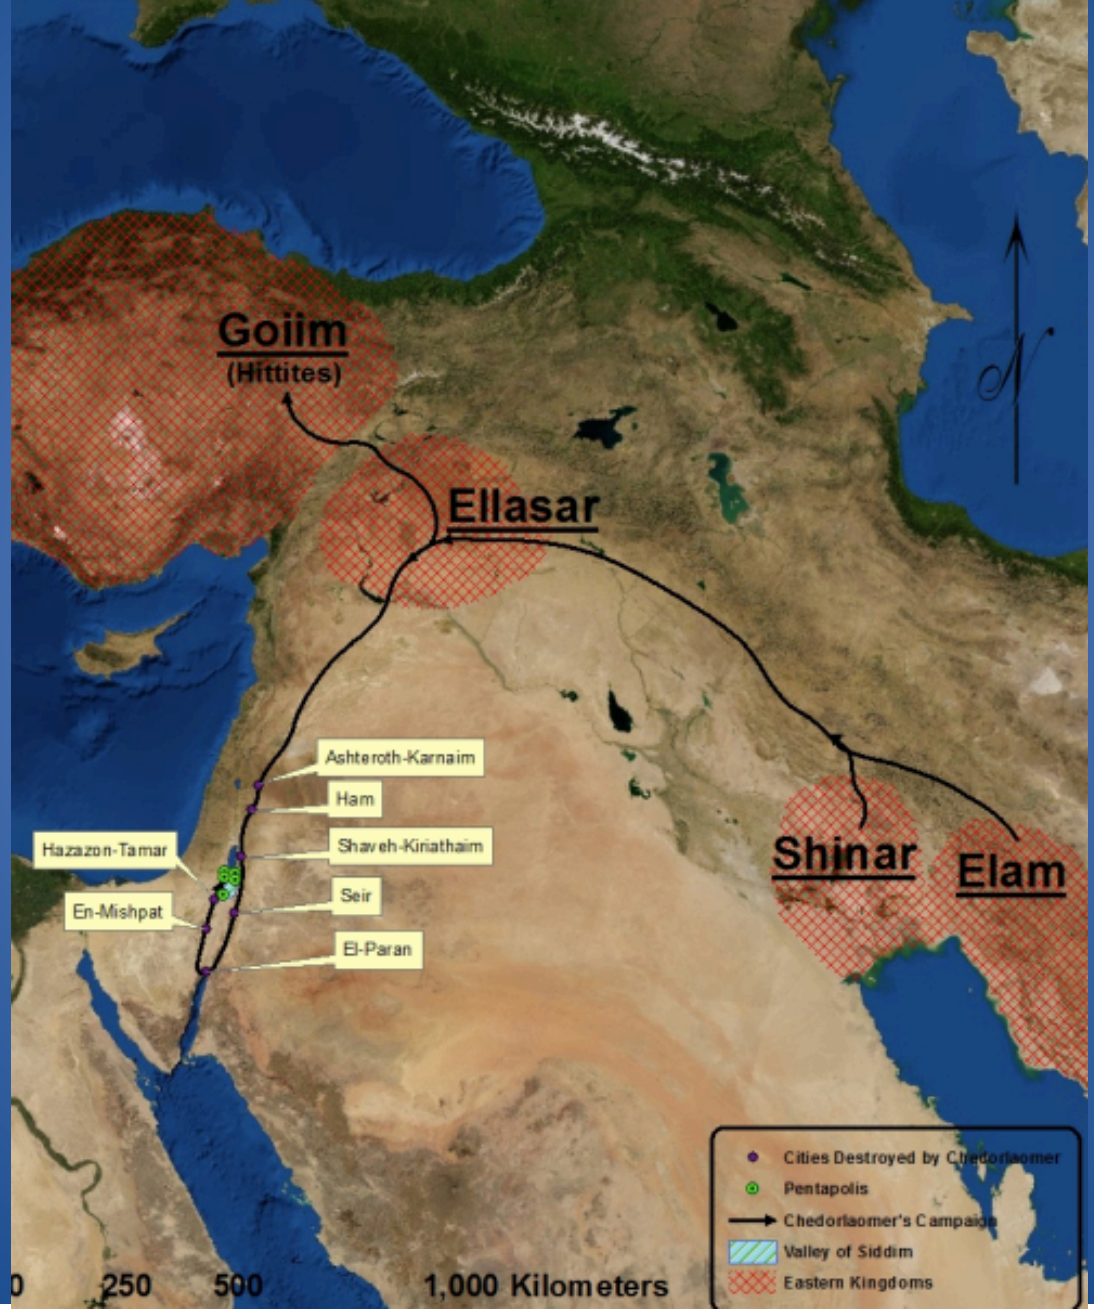 Goiim
(Hittites)
Ellasar
Ashteroth-Karnaim
Ham
Hazazon-Tamar
Shaveh-Kiriathaim
Shinar
Elam
Seir
En-Mishpat
El-Paran
N
Cities Destroyed by Chedorlaomer
Pentapolis
Chedorlaomer's Campaign
Valley of Siddim
Eastern Kingdoms
0 250 500 1,000 Kilometers